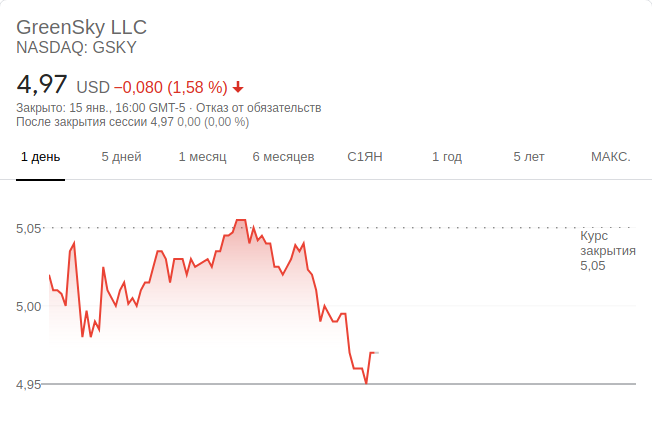 GreenSky LLC
NASDAQ: GSKY
4,97 USD −0,080 (1,58 %)
Закрыто: 15 янв., 16:00 GMT-5 · Отказ от обязательств
После закрытия сессии 4,97 0,00 (0,00 %)
1 день 5 дней 1 месяц 6 месяцев С1ЯН 1 год 5 лет МАКС.
5,05
Курс
закрытия
5,05
5,00
4,95